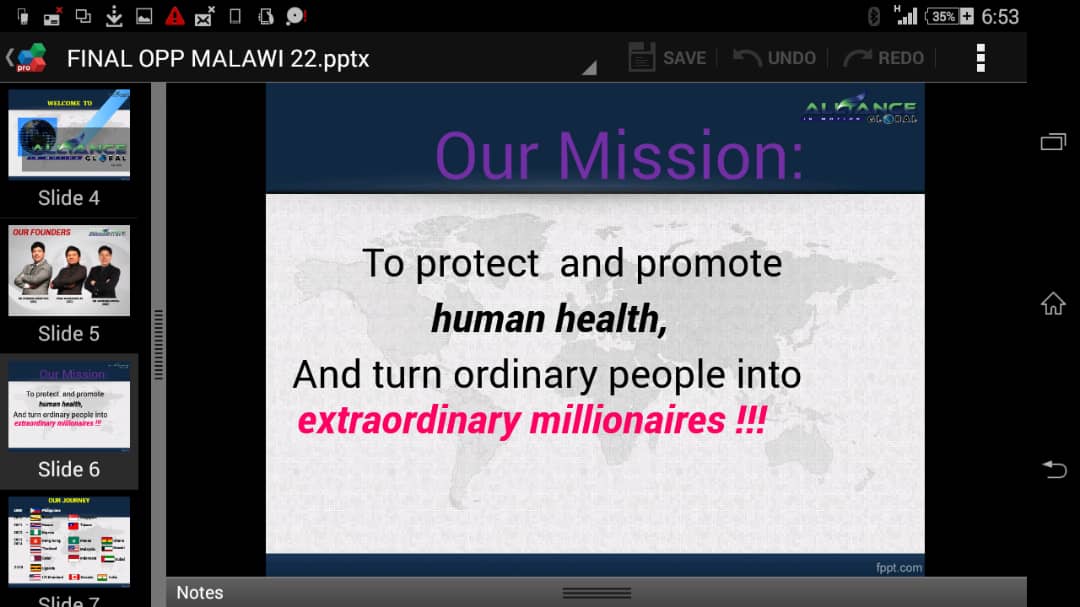 H 35% 6:53
pro FINAL OPP MALAWI 22.pptx SAVE UNDO REDO
WELCOME TO
ALLIANCE
GLOBAL
Slide 4
OUR FOUNDERS
Slide 5
Our Mission:
To protect and promote
human health,
And turn ordinary people into
extraordinary millionaires !!!
Slide 6
OUR JOURNEY
Philippines
Slide 7
ALLIANCE
IN MOTION GLOBAL
Our Mission:
To protect and promote
human health,
And turn ordinary people into
extraordinary millionaires !!!
fppt.com
Notes